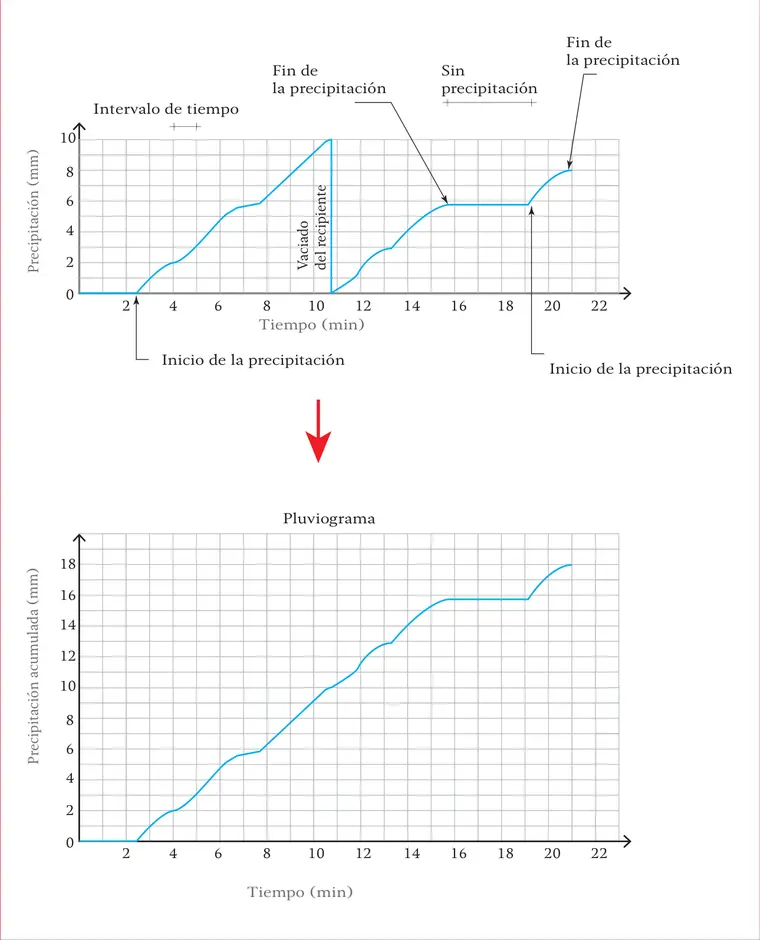 Fin de
la precipitación
Fin de
la precipitación
Sin
precipitación
Intervalo de tiempo
10
8
6
4
2
0
Precipitación (mm)
Vaciado
del recipiente
2 4 6 8 10 12 14 16 18 20 22
Tiempo (min)
Inicio de la precipitación
Inicio de la precipitación
Pluviograma
18
16
14
12
10
8
6
4
2
0
Precipitación acumulada (mm)
2 4 6 8 10 12 14 16 18 20 22
Tiempo (min)